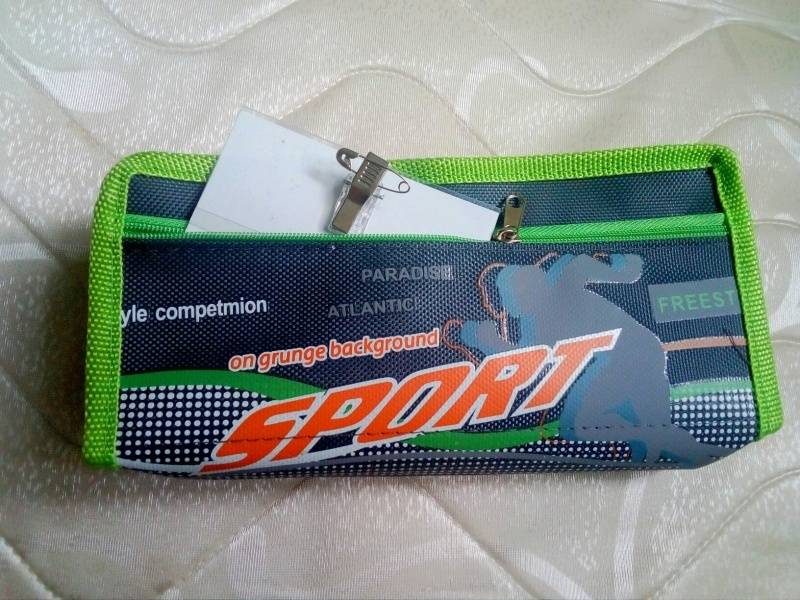 PARADISE
yle competmion
ATLANTIC
FREEST
on grunge background
SPORT